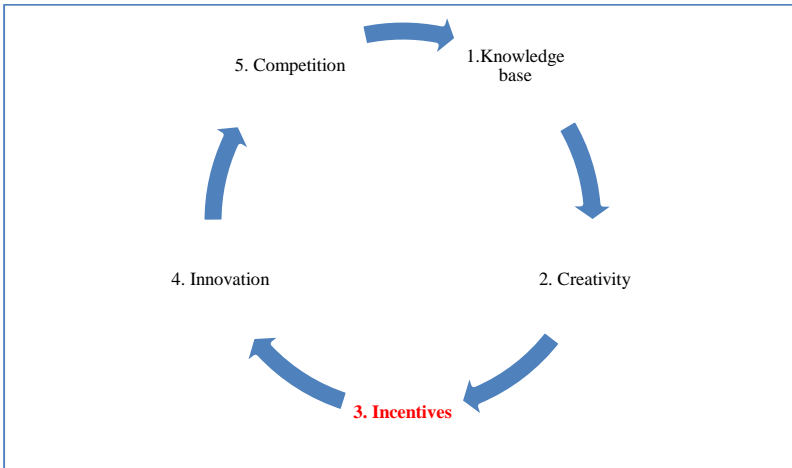 5. Competition
1.Knowledge
base
4. Innovation
2. Creativity
3. Incentives